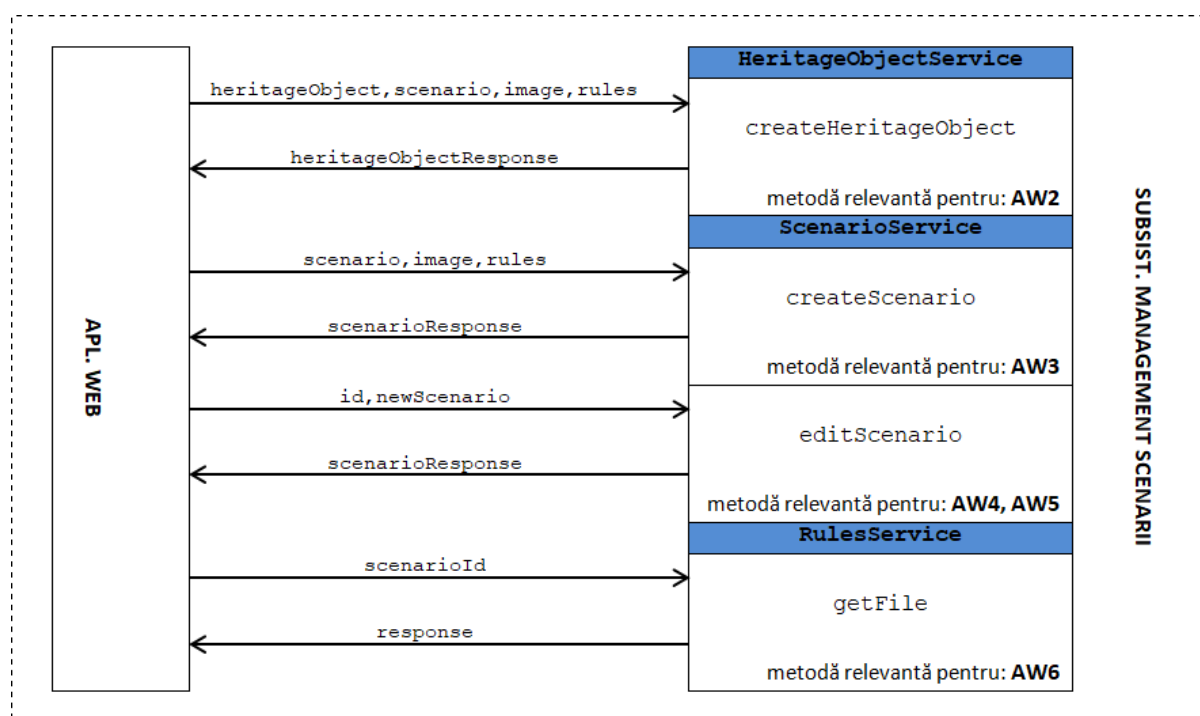 HeritageObjectService
heritageObject,scenario,image,rules
createHeritageObject
heritageObjectResponse
metodă relevantă pentru: AW2
ScenarioService
scenario,image,rules
createScenario
scenarioResponse
metodă relevantă pentru: AW3
id,newScenario
editScenario
scenarioResponse
metodă relevantă pentru: AW4, AW5
RulesService
scenarioId
getFile
response
metodă relevantă pentru: AW6
APL. WEB
SUBSIST. MANAGEMENT SCENARII